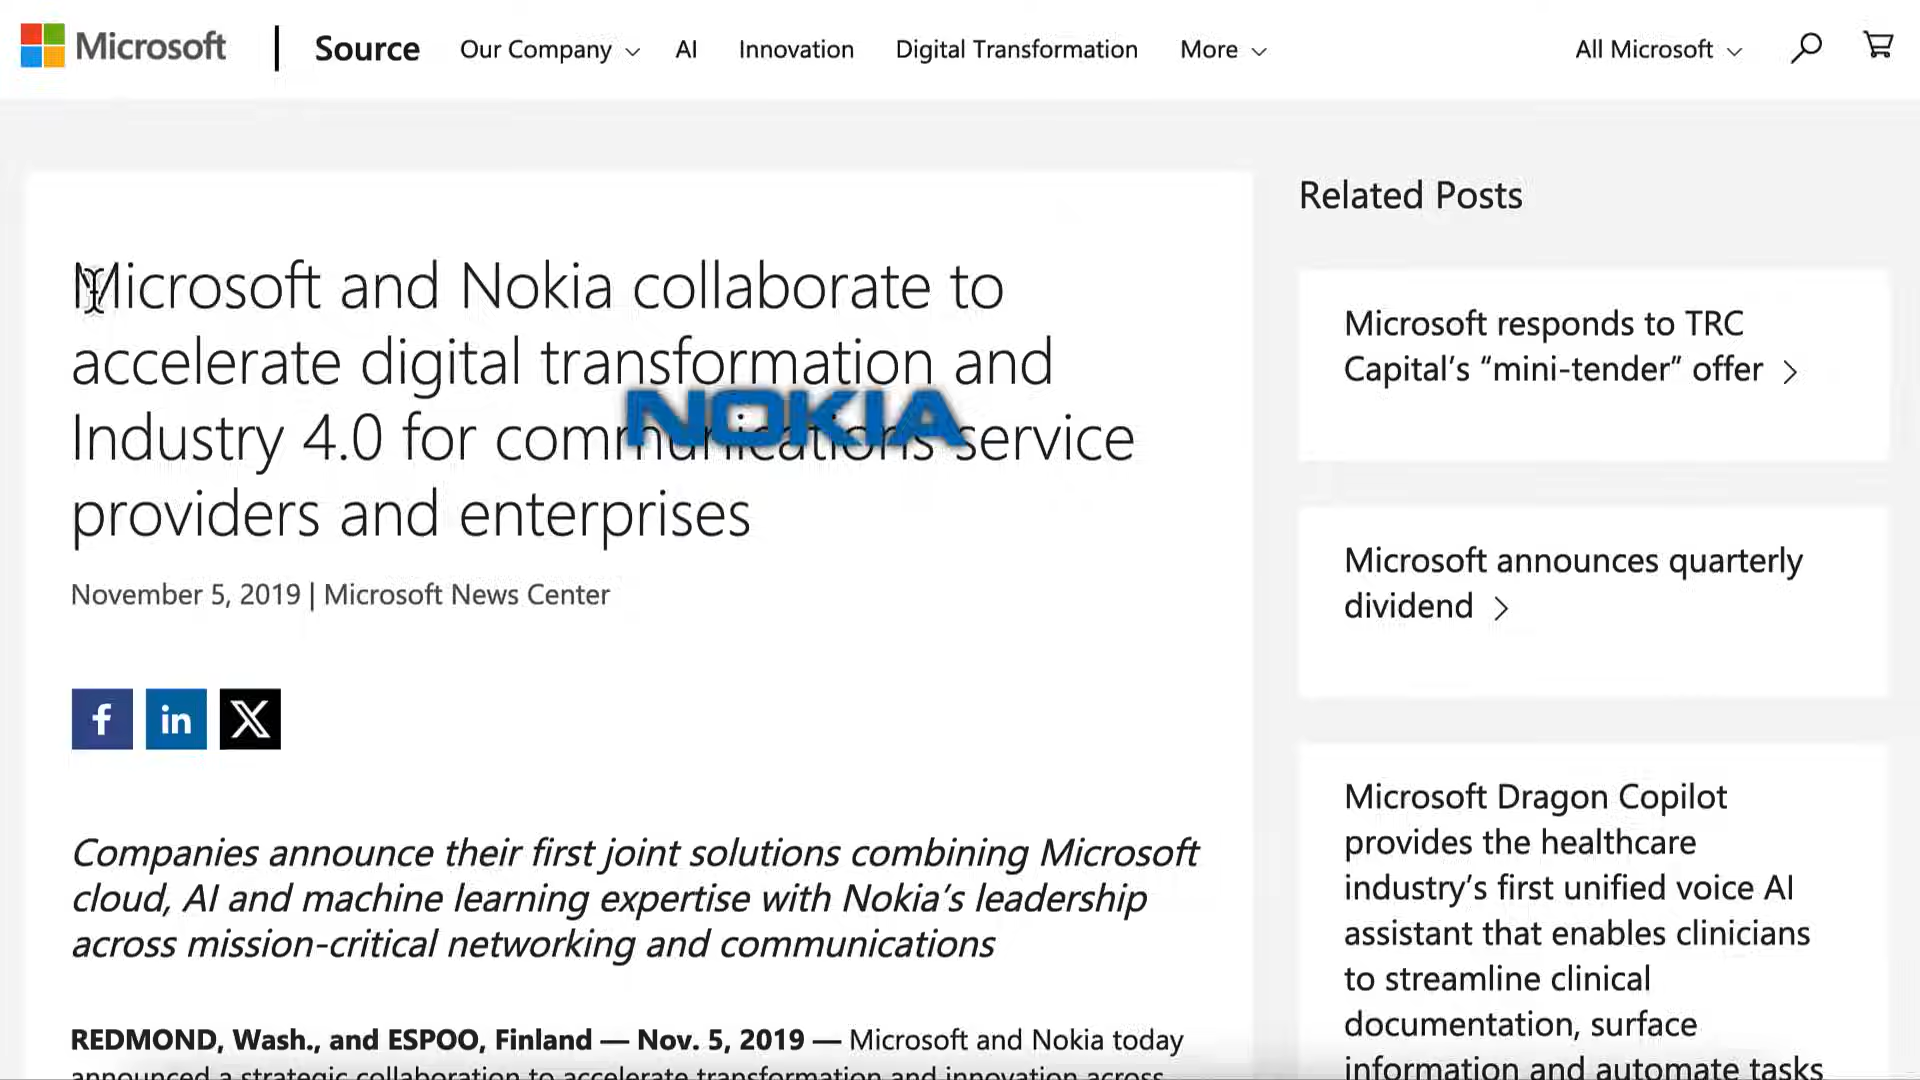 Microsoft | Source Our Company AI Innovation Digital Transformation More All Microsoft
Microsoft and Nokia collaborate to
accelerate digital transformation and
Industry 4.0 for communications service
providers and enterprises
NOKIA
November 5, 2019 | Microsoft News Center
f in X
Companies announce their first joint solutions combining Microsoft
cloud, AI and machine learning expertise with Nokia’s leadership
across mission-critical networking and communications
REDMOND, Wash., and ESPOO, Finland — Nov. 5, 2019 — Microsoft and Nokia today
announced a strategic collaboration to accelerate transformation and innovation across
Related Posts
Microsoft responds to TRC
Capital’s “mini-tender” offer >
Microsoft announces quarterly
dividend >
Microsoft Dragon Copilot
provides the healthcare
industry’s first unified voice AI
assistant that enables clinicians
to streamline clinical
documentation, surface
information and automate tasks